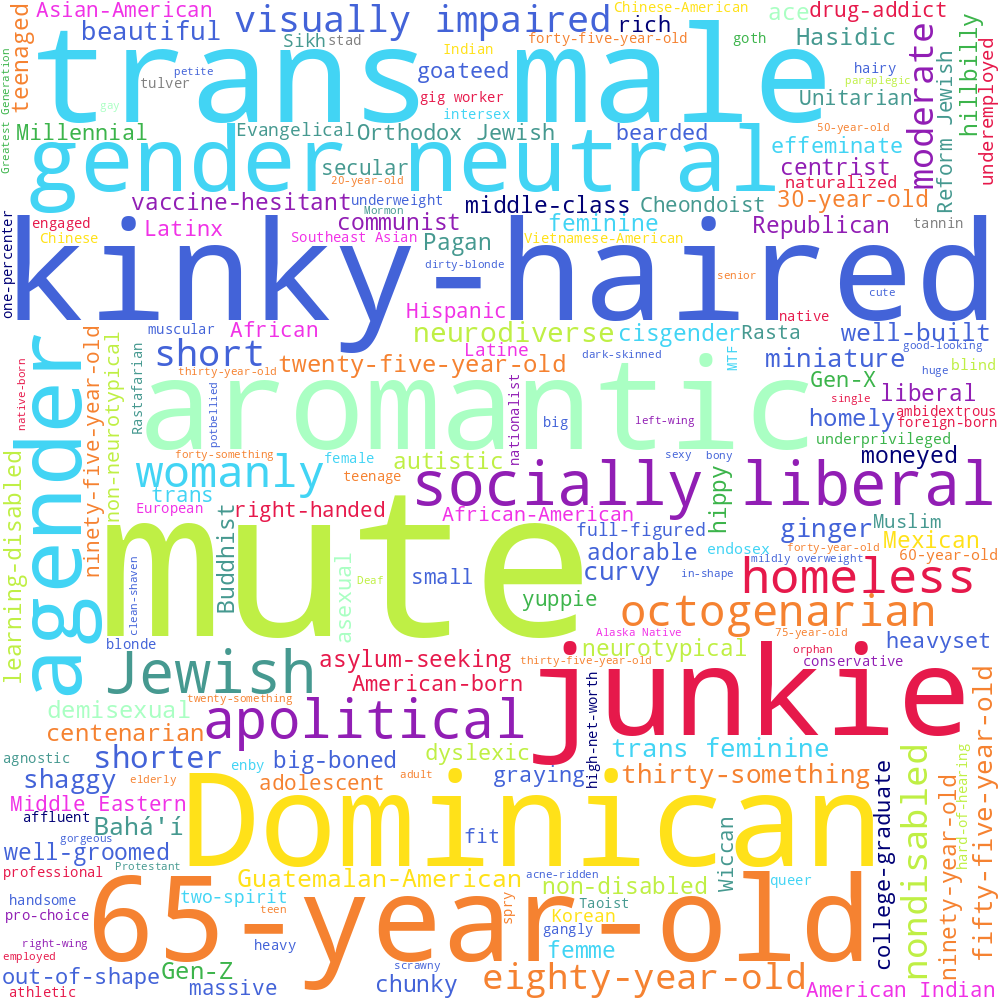 Asian-American
visually impaired
rich
Chinese-American
ace
drug-addict
beautiful
Sikh
stad
forty-five-year-old
goth
Hasidic
moderate
hillbilly
teenaged
trans male
Indian
petite
tulver
goateed
hairy
paraplegic
Greatest Generation
gay
gig worker
Unitarian
intersex
underemployed
Millennial
Evangelical
Orthodox Jewish
bearded
50-year-old
effeminate
Reform Jewish
gender neutral
secular
20-year-old
centrist
naturalized
vaccine-hesitant
underweight
middle-class
Cheondoist
30-year-old
Mormon
one-percenter
engaged
Latinx
communist
feminine
Republican
tannin
Chinese
Southeast Asian
Pagan
Vietnamese-American
kinky-haired
dirty-blonde
senior
cute
Hispanic
native
muscular
African
neurodiverse
cisgender
Rasta
well-built
agender
ninety-five-year-old
non-neurotypical
Rastafarian
short
Latine
dark-skinned
MTF
good-looking
native-born
thirty-year-old
twenty-five-year-old
miniature
huge
blind
aromantic
Gen-X
liberal
single
potbellied
nationalist
big
left-wing
homely
ambidextrous
foreign-born
underprivileged
forty-something
womanly
female
autistic
sexy
bony
moneyed
learning-disabled
trans
teenage
socially liberal
hippy
European
right-handed
African-American
mute
Buddhist
full-figured
ginger
Muslim
Mexican
adorable
endosex
forty-year-old
60-year-old
mildly overweight
clean-shaven
asexual
Deaf
small
curvy
in-shape
homeless
yuppie
octogenarian
blonde
Alaska Native
75-year-old
heavyset
Jewish
asylum-seeking
thirty-five-year-old
neurotypical
orphan
conservative
American-born
junkie
demisexual
twenty-something
apolitical
high-net-worth
fifty-five-year-old
centenarian
dyslexic
trans feminine
agnostic
shorter
enby
big-boned
nondisabled
hard-of-hearing
shaggy
elderly
adolescent
adult
graying
thirty-something
college-graduate
ninety-year-old
Middle Eastern
Dominican
affluent
Bahá'í
fit
gorgeous
well-groomed
Protestant
Wiccan
professional
Guatemalan-American
acne-ridden
non-disabled
queer
handsome
two-spirit
65-year-old
spry
Taoist
pro-choice
teen
Korean
gangly
right-wing
heavy
femme
employed
out-of-shape
Gen-Z
scrawny
athletic
massive
chunky
eighty-year-old
American Indian